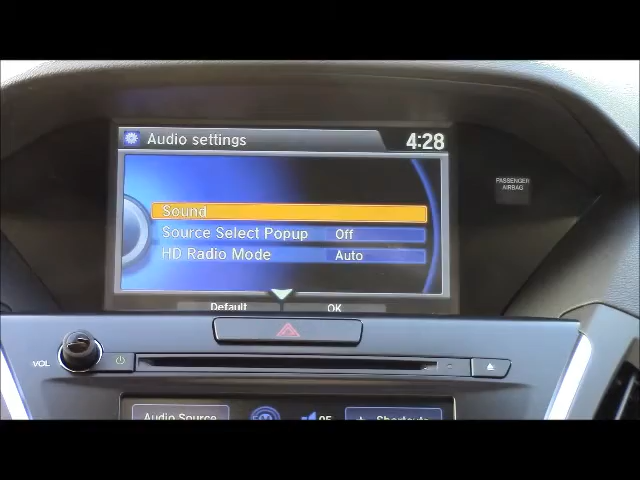 Audio settings 4:28
Sound
Source Select Popup Off
HD Radio Mode Auto
Default OK
PASSENGER
AIRBAG
VOL
Audio Source 05 Shortcuts